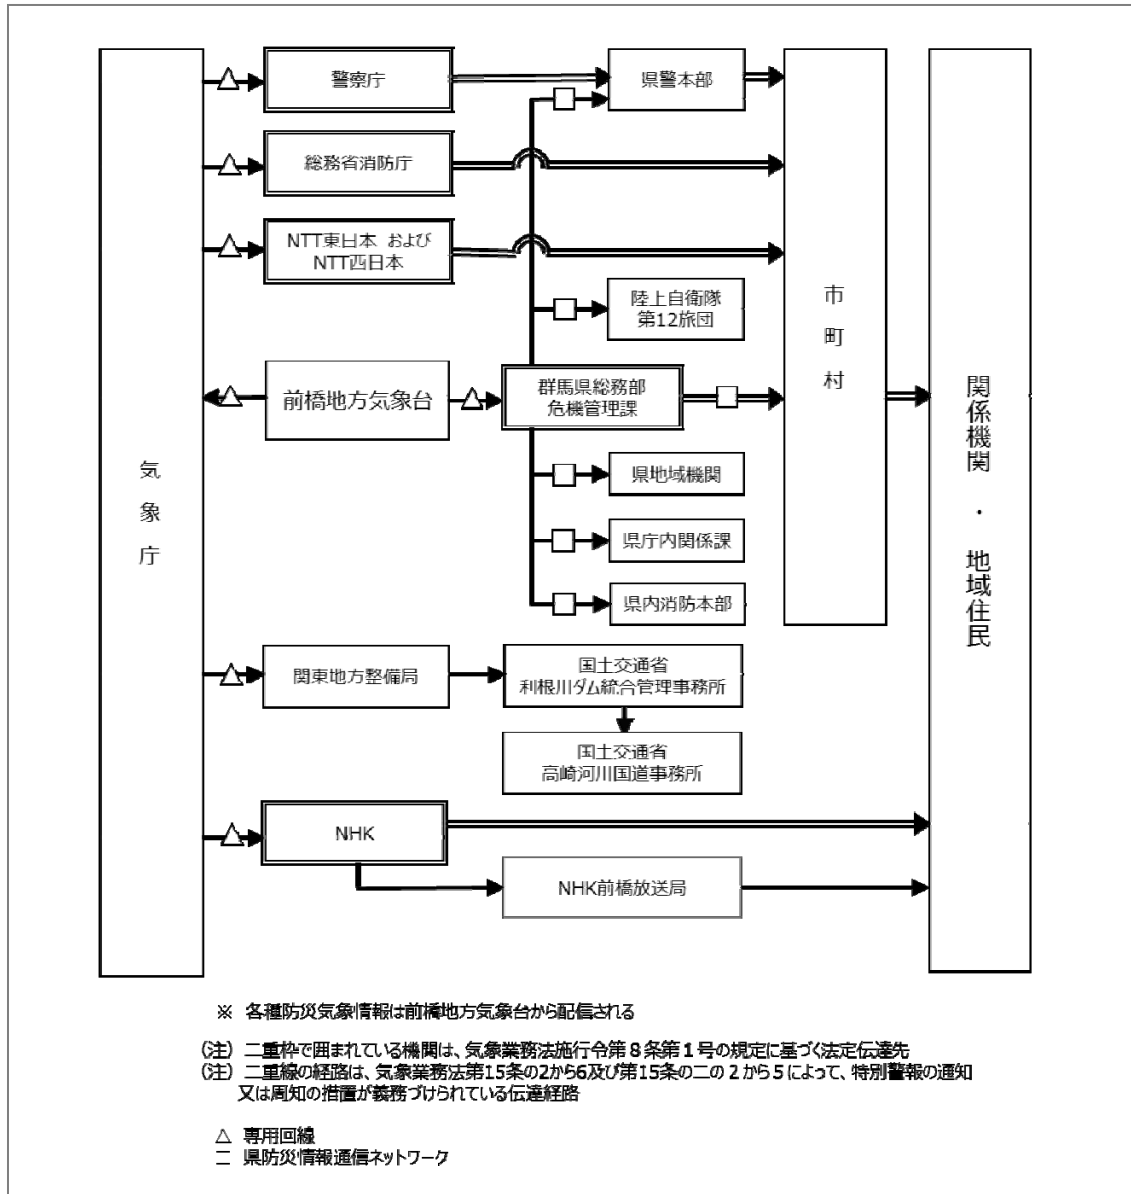 気象庁
警察庁
県警本部
総務省消防庁
NTT東日本 および
NTT西日本
陸上自衛隊
第12旅団
市町村
前橋地方気象台
群馬県総務部
危機管理課
関係機関・地域住民
県地域機関
県庁内関係課
県内消防本部
関東地方整備局
国土交通省
利根川ダム統合管理事務所
国土交通省
高崎河川国道事務所
NHK
NHK前橋放送局
※ 各種防災気象情報は前橋地方気象台から配信される
(注) 二重枠で囲まれている機関は、気象業務法施行令第8条第1号の規定に基づく法定伝達先
(注) 二重線の経路は、気象業務法第15条の2から6及び第15条の二の2から5によって、特別警報の通知
又は周知の措置が義務づけられている伝達経路
△ 専用回線
□ 県防災情報通信ネットワーク